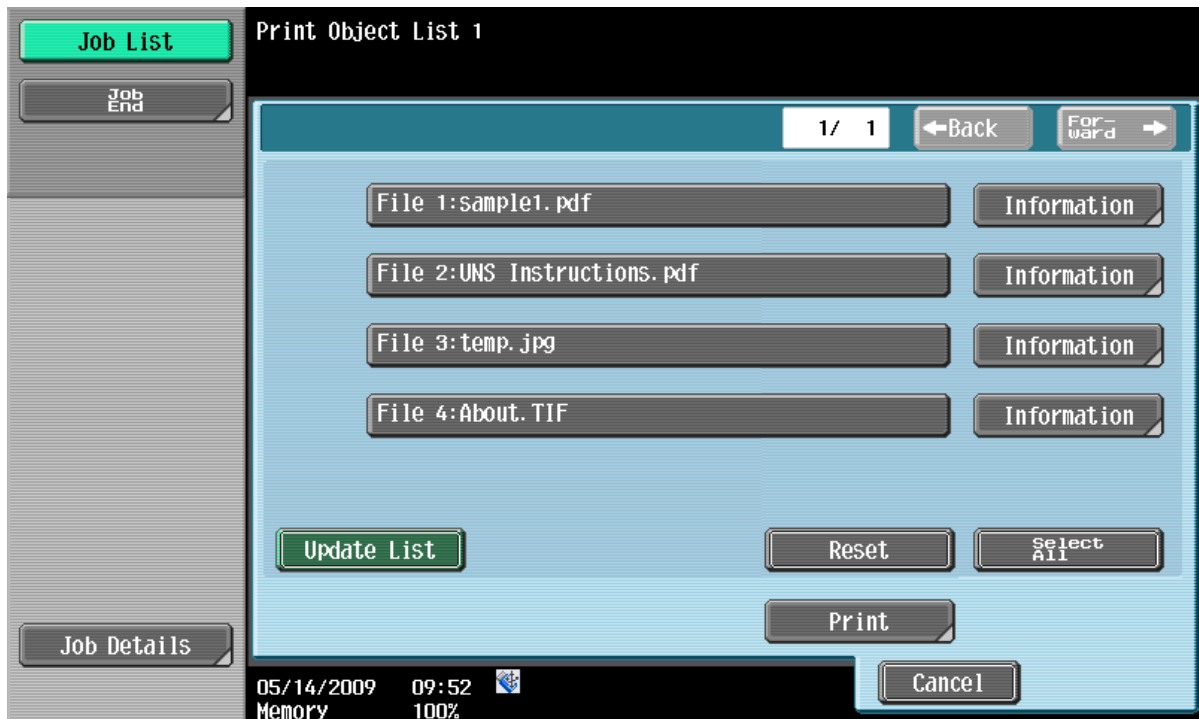 Job List
Job End
Print Object List 1
1/ 1
←Back
For-
ward →
File 1:sample1.pdf
Information
File 2:UNS Instructions.pdf
Information
File 3:temp.jpg
Information
File 4:About.TIF
Information
Update List
Reset
Select
All
Print
Job Details
Cancel
05/14/2009 09:52
Memory 100%